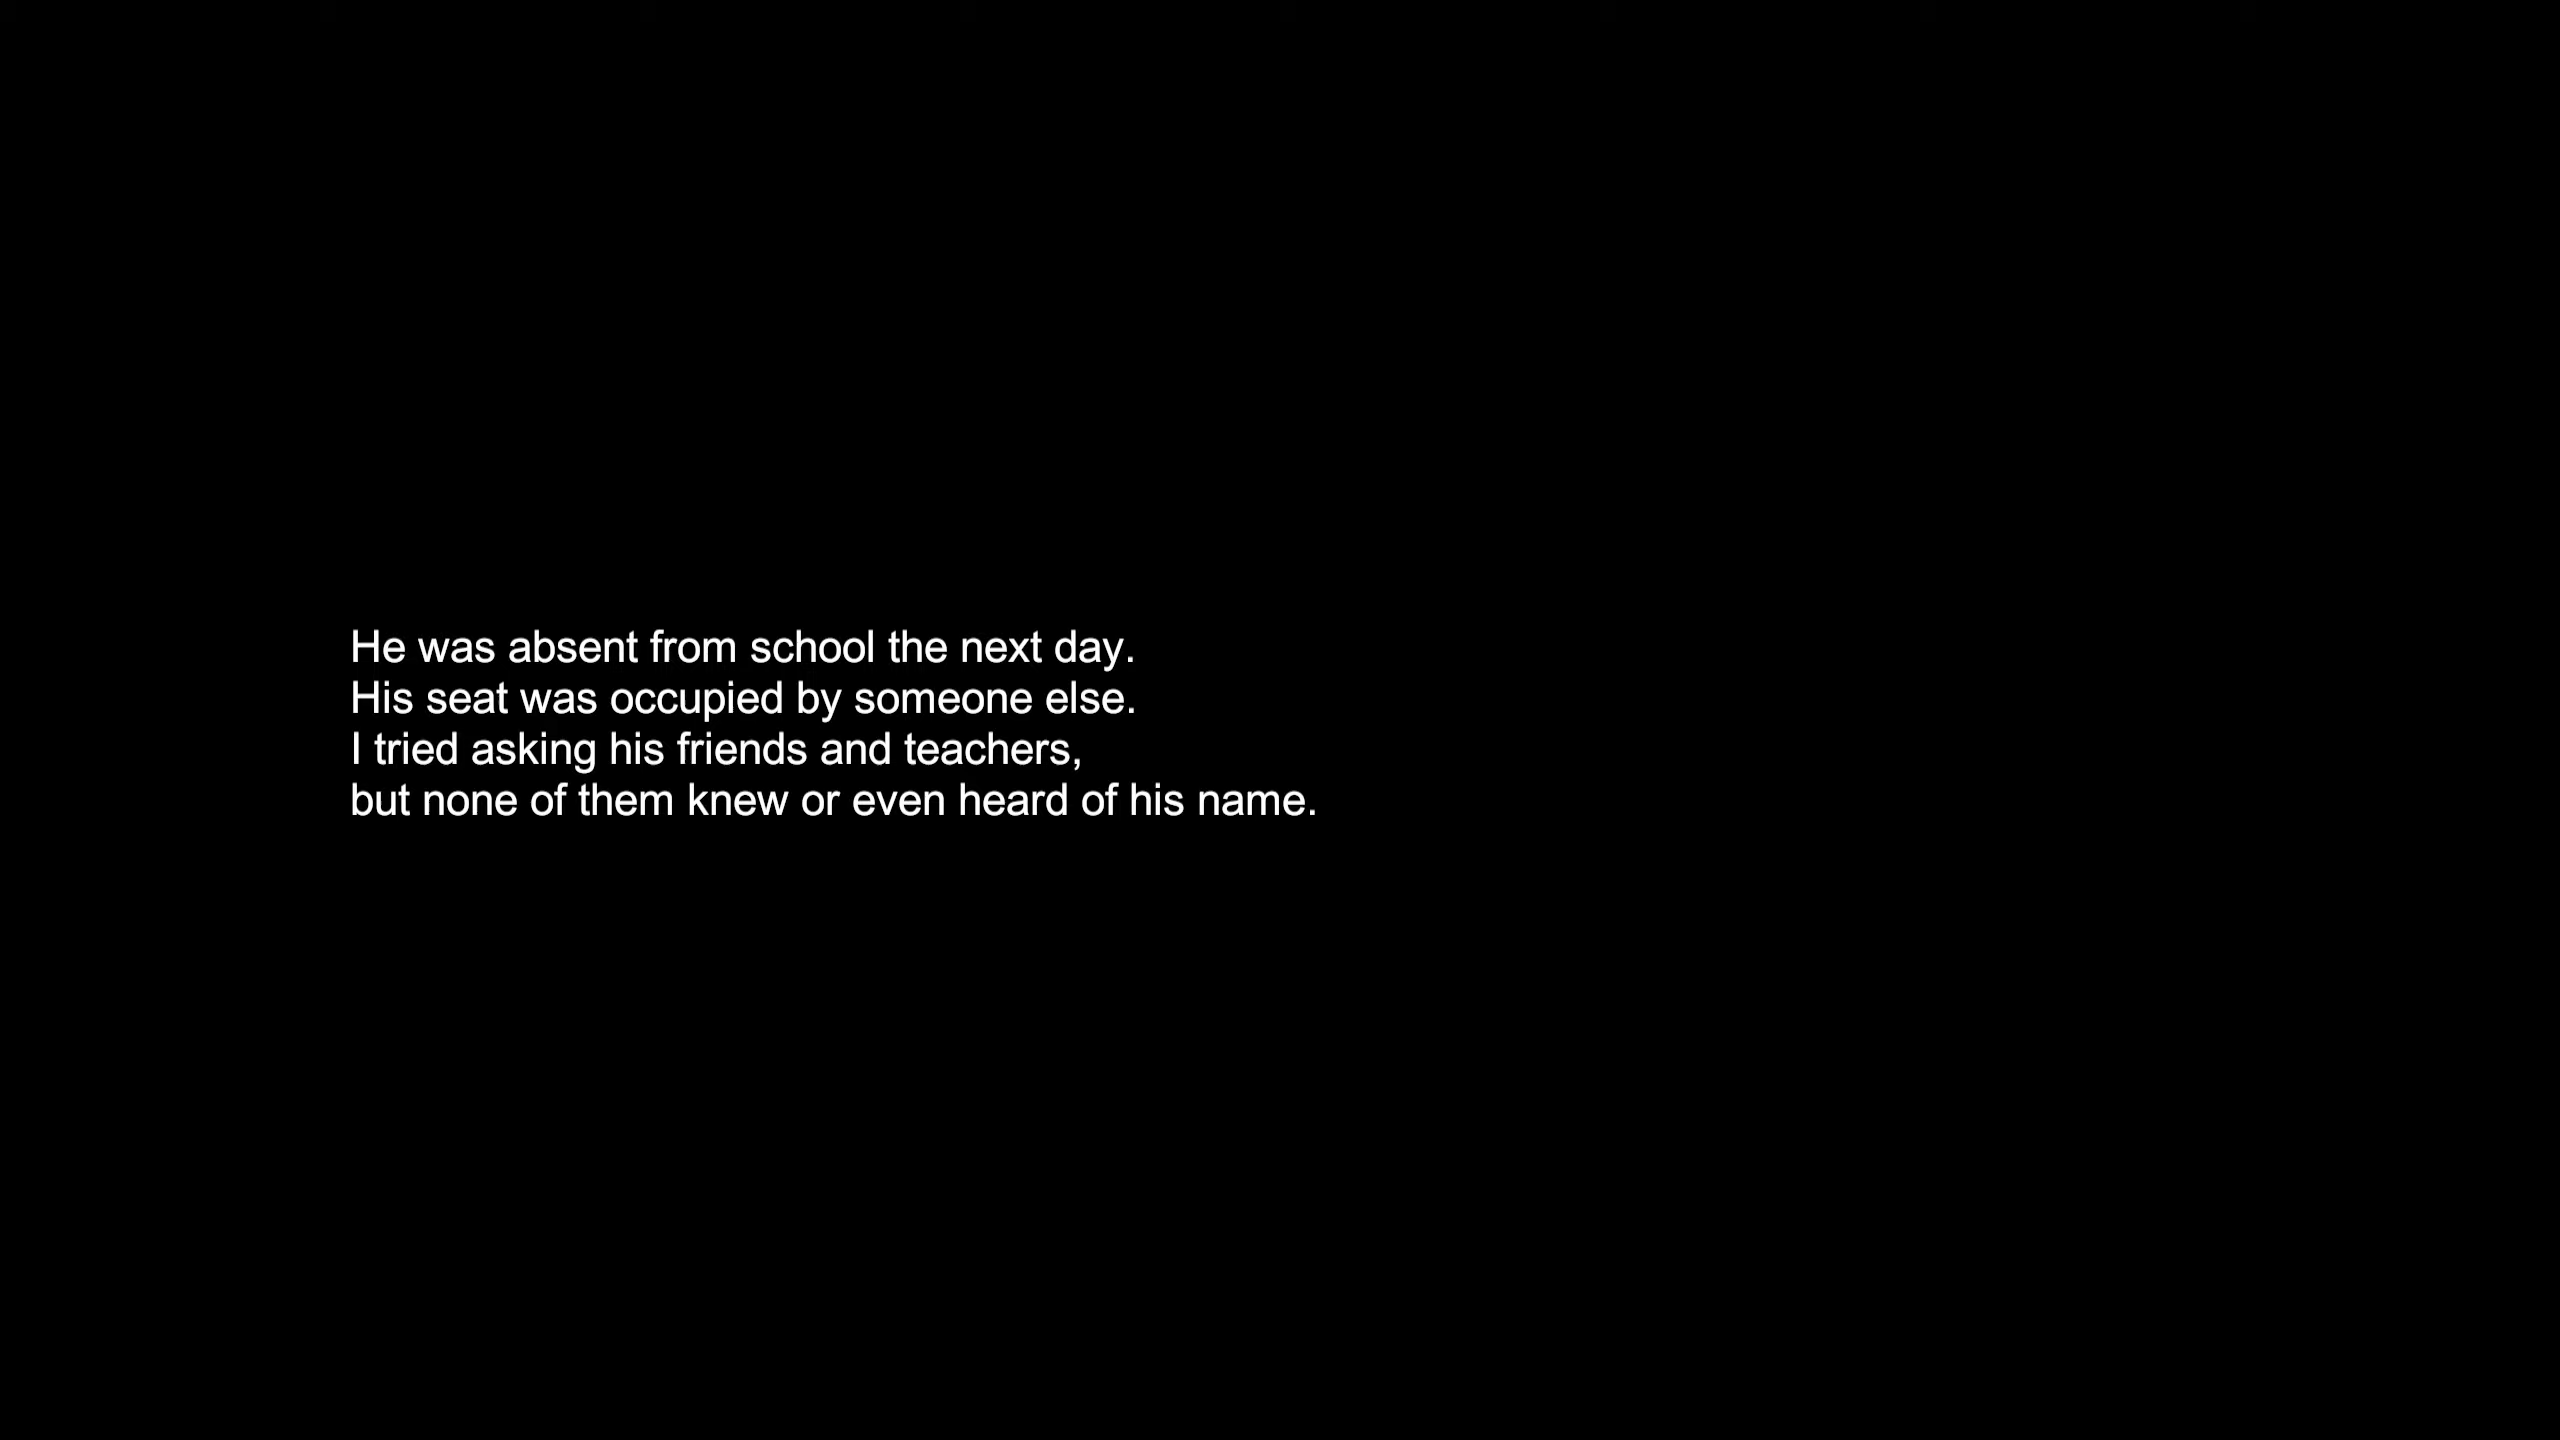 He was absent from school the next day.
His seat was occupied by someone else.
I tried asking his friends and teachers,
but none of them knew or even heard of his name.